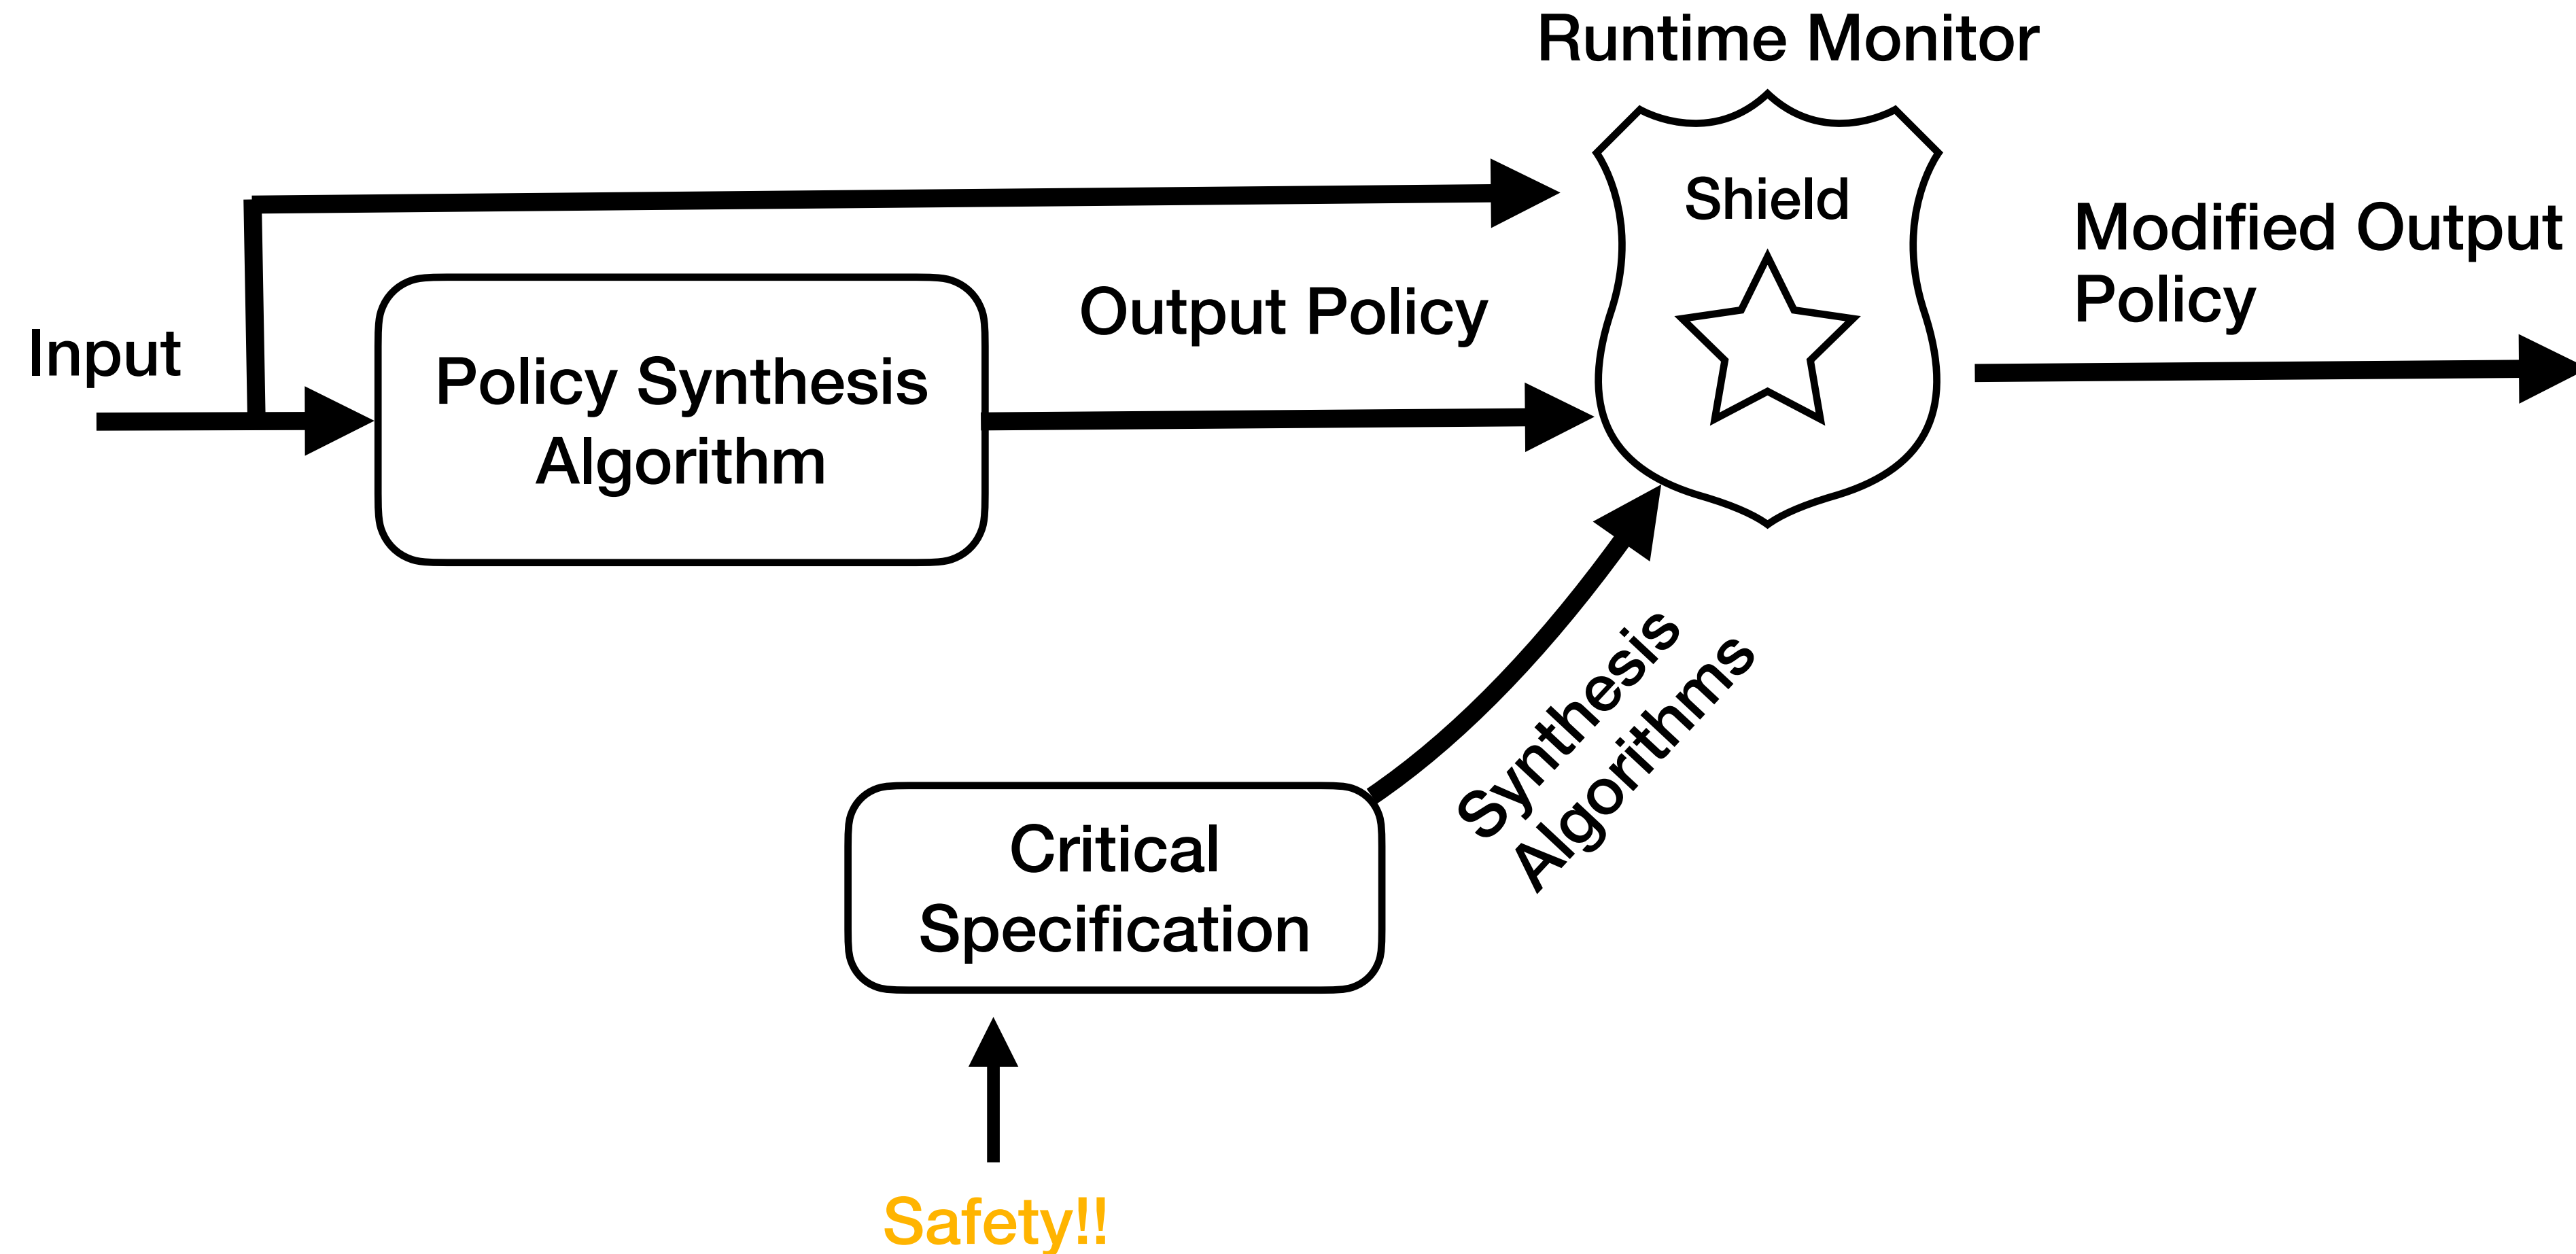 Runtime Monitor
Shield
Modified Output
Policy
Output Policy
Input
Policy Synthesis
Algorithm
Synthesis
Algorithms
Critical
Specification
Safety!!